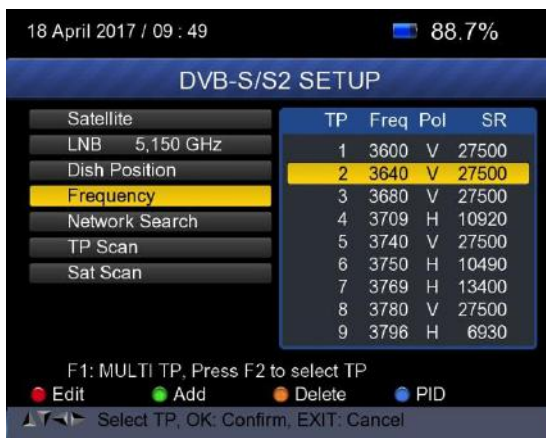 18 April 2017 / 09 : 49 88.7%
DVB-S/S2 SETUP
Satellite
LNB 5,150 GHz
Dish Position
Frequency
Network Search
TP Scan
Sat Scan
TP Freq Pol SR
1 3600 V 27500
2 3640 V 27500
3 3680 V 27500
4 3709 H 10920
5 3740 V 27500
6 3750 H 10490
7 3769 H 13400
8 3780 V 27500
9 3796 H 6930
F1: MULTI TP, Press F2 to select TP
Edit Add Delete PID
Select TP, OK: Confirm, EXIT: Cancel